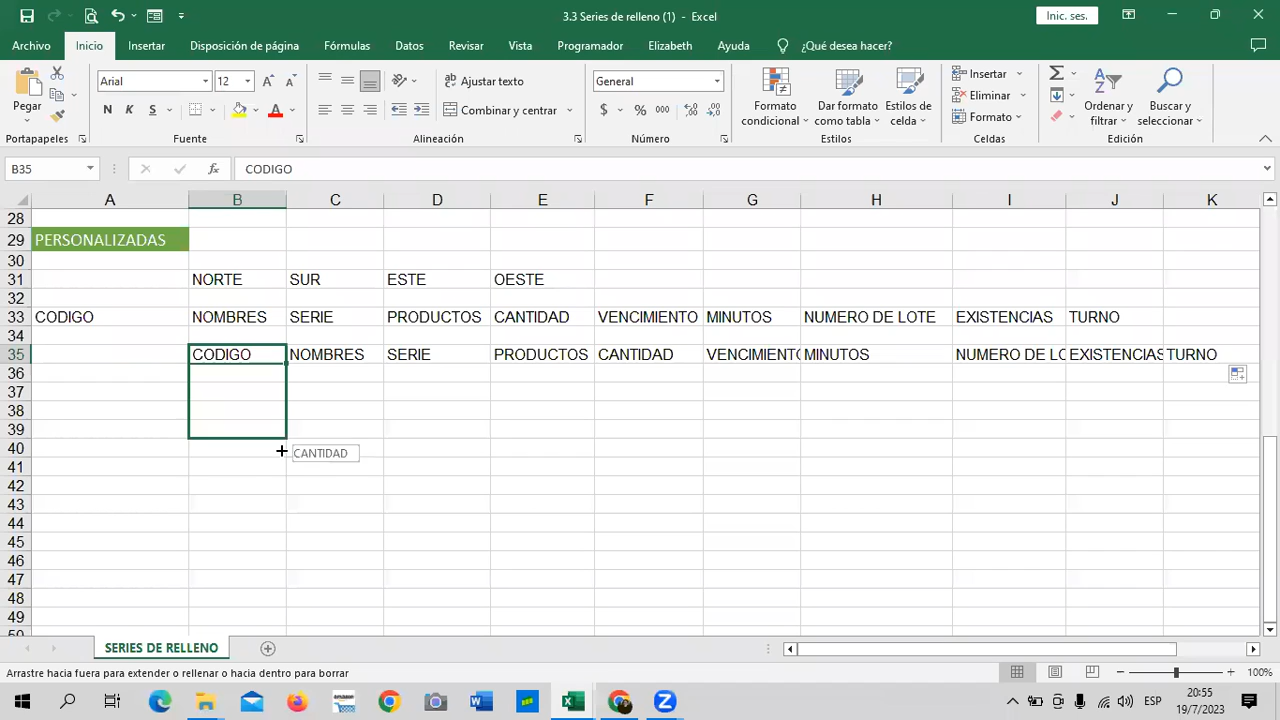 3.3 Series de relleno (1) - Excel
Inic. ses.
Archivo Inicio Insertar Disposición de página Fórmulas Datos Revisar Vista Programador Elizabeth Ayuda ¿Qué desea hacer?
Pegar
Arial 12
N K S
Ajustar texto
Combinar y centrar
General
$ % 000
Formato condicional
Dar formato como tabla
Estilos de celda
Insertar
Eliminar
Formato
Ordenar y filtrar
Buscar y seleccionar
Portapapeles Fuente Alineación Número Estilos Celdas Edición
B35 fx CODIGO
A B C D E F G H I J K
28
29 PERSONALIZADAS
30
31 NORTE SUR ESTE OESTE
32
33 CODIGO NOMBRES SERIE PRODUCTOS CANTIDAD VENCIMIENTO MINUTOS NUMERO DE LOTE EXISTENCIAS TURNO
34
35 CODIGO NOMBRES SERIE PRODUCTOS CANTIDAD VENCIMIENTO MINUTOS NUMERO DE LO EXISTENCIAS TURNO
36
37
38
39
40 CANTIDAD
41
42
43
44
45
46
47
48
49
50
SERIES DE RELLENO
Arrastre hacia fuera para extender o rellenar o hacia dentro para borrar
100%
ESP
20:55
19/7/2023